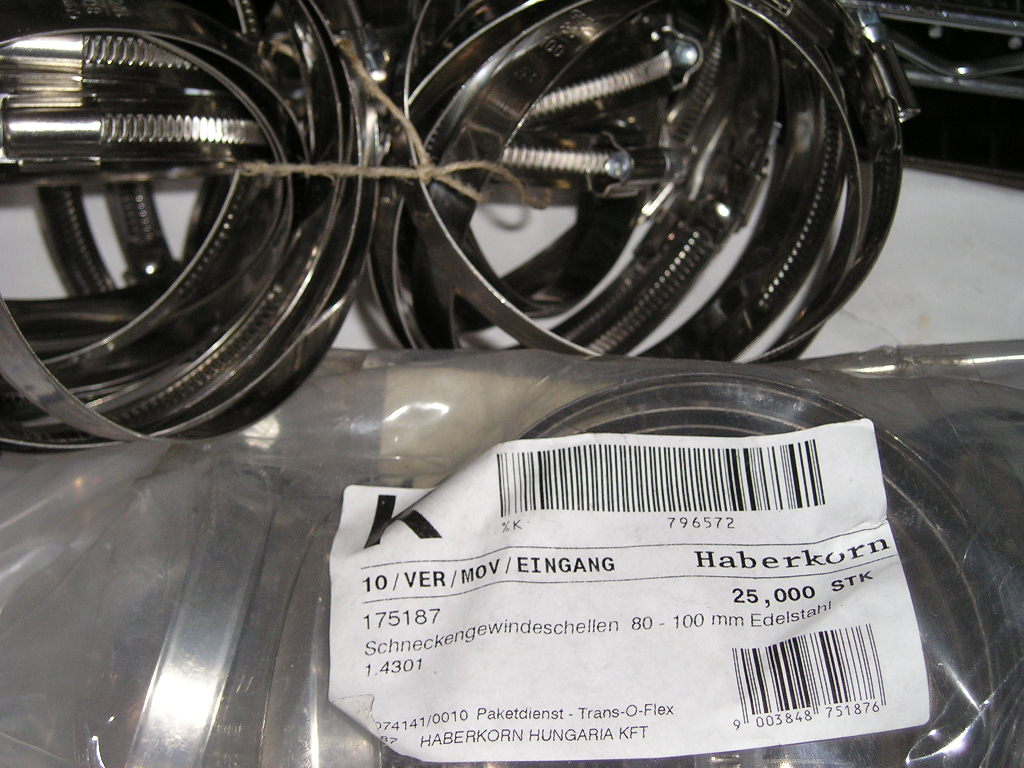 K
%K 796572
10/VER/MOV/EINGANG Haberkorn
25,000 STK
175187
Schneckengewindeschellen 80 - 100 mm Edelstahl
1.4301
074141/0010 Paketdienst - Trans-O-Flex
HABERKORN HUNGARIA KFT
9 003848 751876